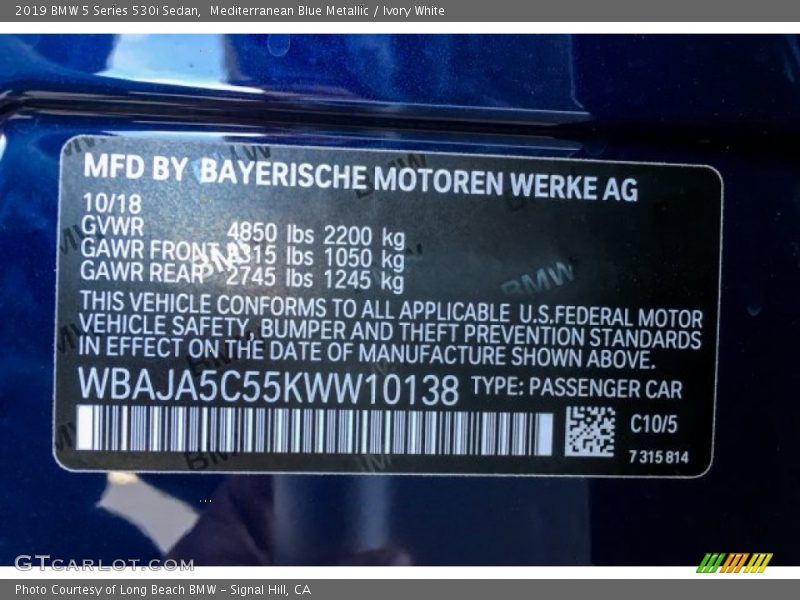 2019 BMW 5 Series 530i Sedan,  Mediterranean Blue Metallic / Ivory White
MFD BY BAYERISCHE MOTOREN WERKE AG
10/18
GVWR 4850 lbs 2200 kg
GAWR FRONT 2315 lbs 1050 kg
GAWR REAR 2745 lbs 1245 kg
THIS VEHICLE CONFORMS TO ALL APPLICABLE U.S.FEDERAL MOTOR
VEHICLE SAFETY, BUMPER AND THEFT PREVENTION STANDARDS
IN EFFECT ON THE DATE OF MANUFACTURE SHOWN ABOVE.
WBAJA5C55KWW10138 TYPE: PASSENGER CAR
C10/5
7 315 814
BMW
BMW
GTCARLOT.COM
Photo Courtesy of Long Beach BMW - Signal Hill, CA